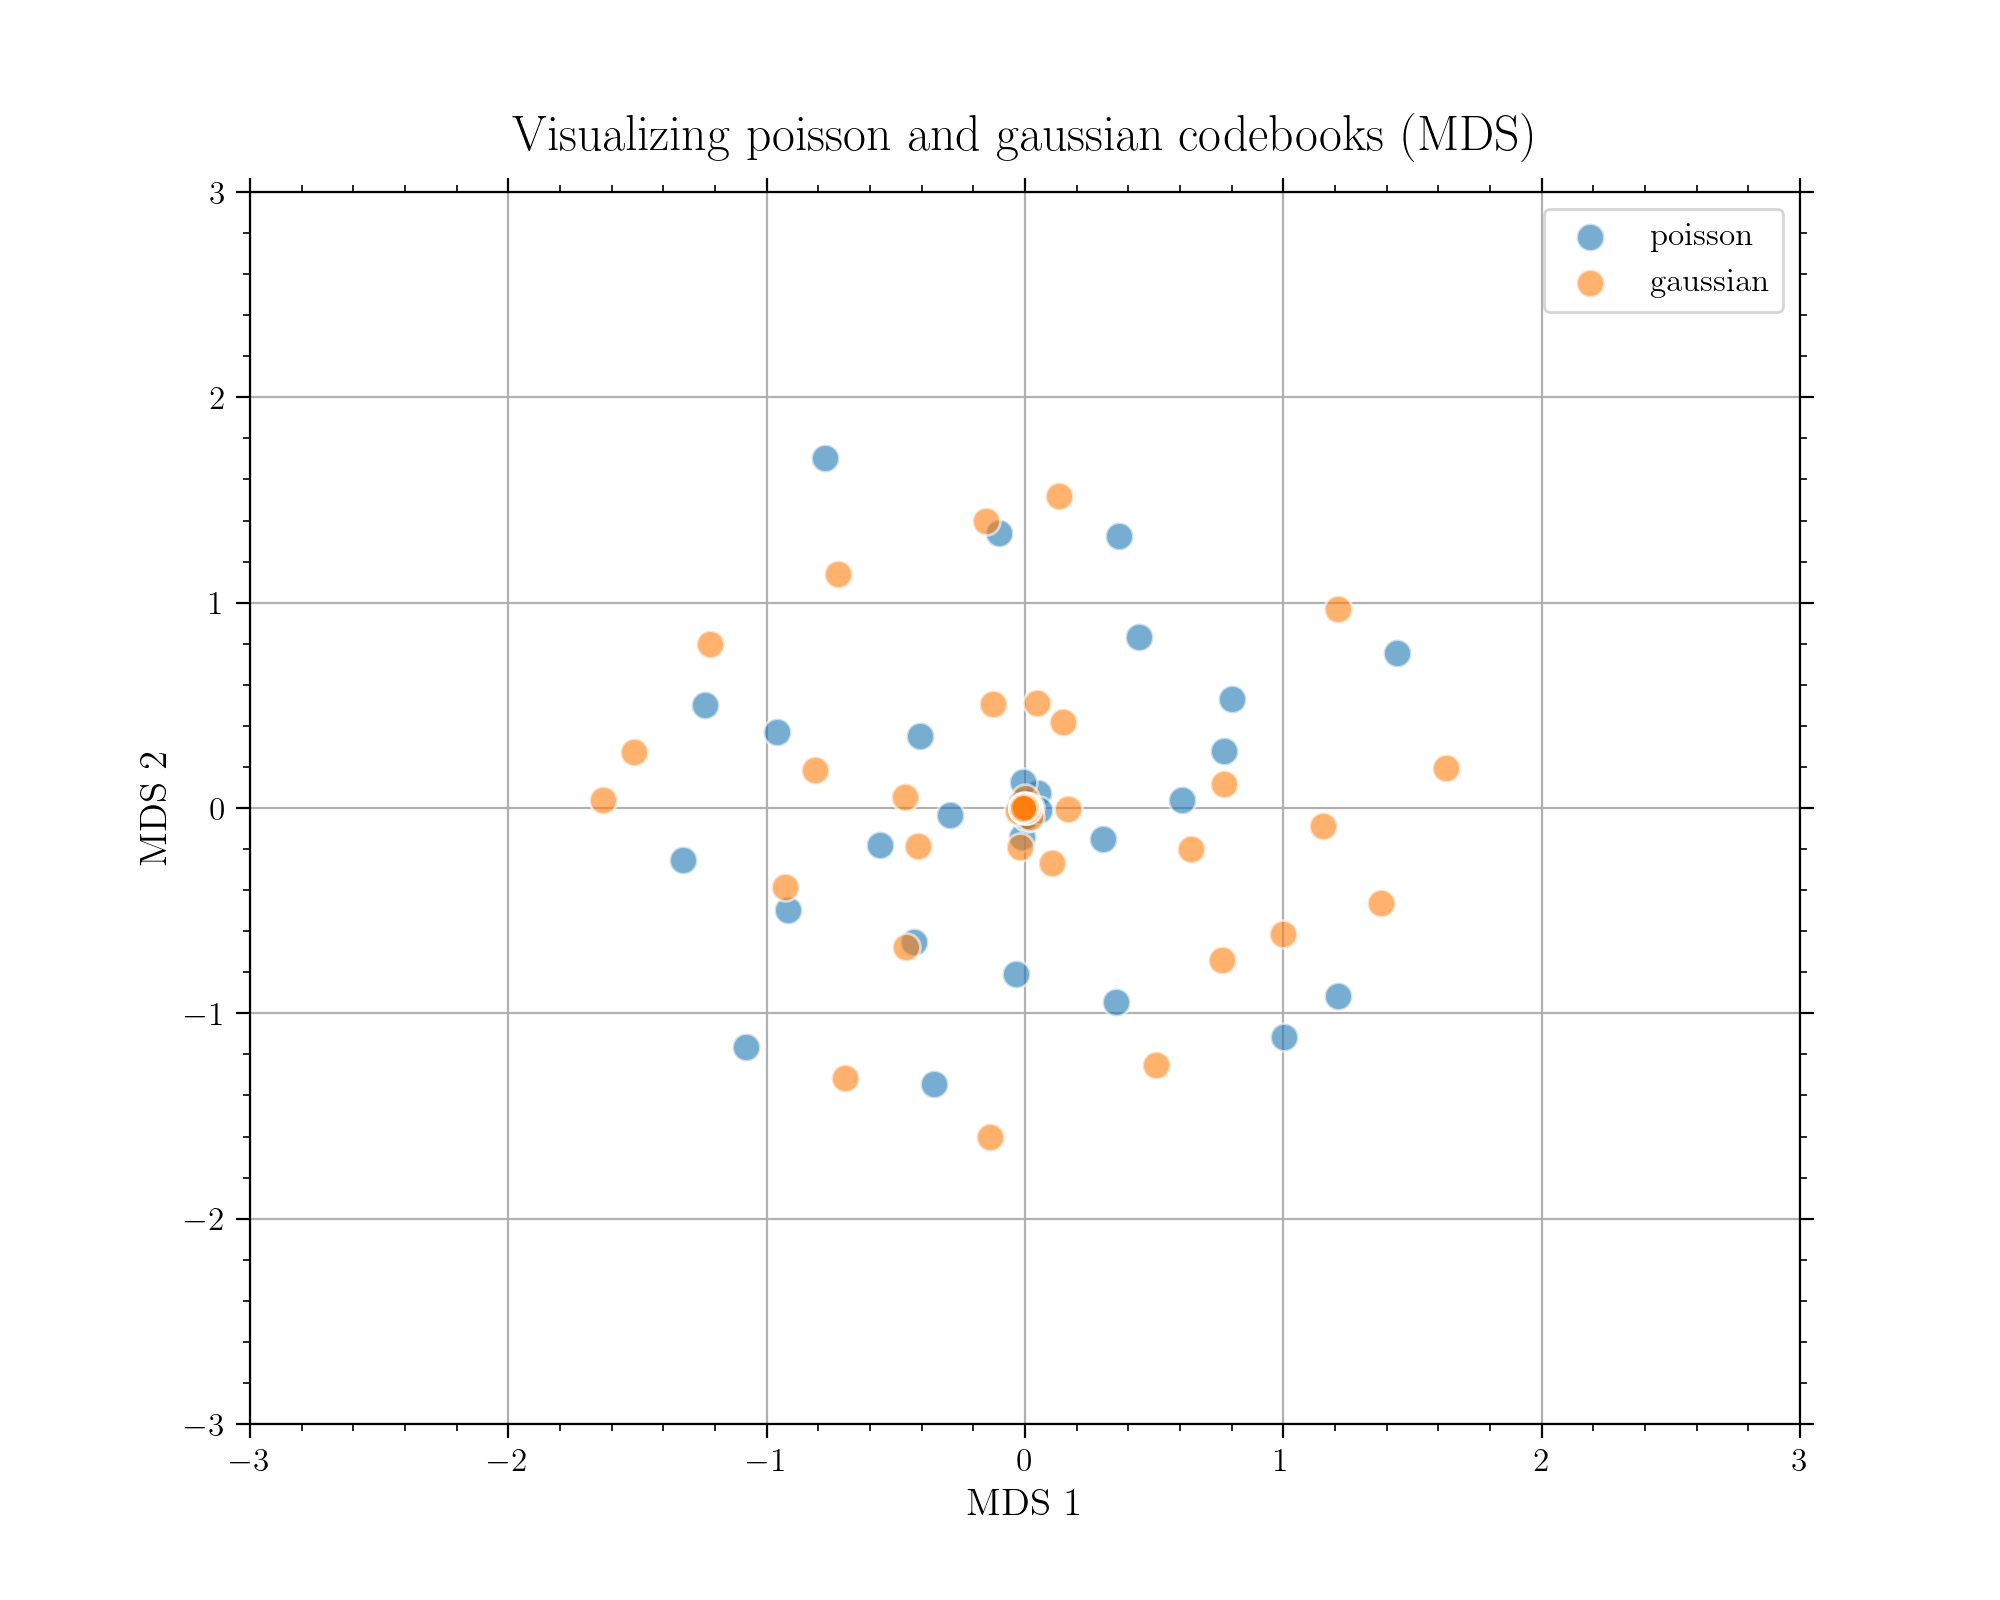 Visualizing poisson and gaussian codebooks (MDS)
poisson
gaussian
3
2
1
0
−1
−2
−3
MDS 2
−3 −2 −1 0 1 2 3
MDS 1